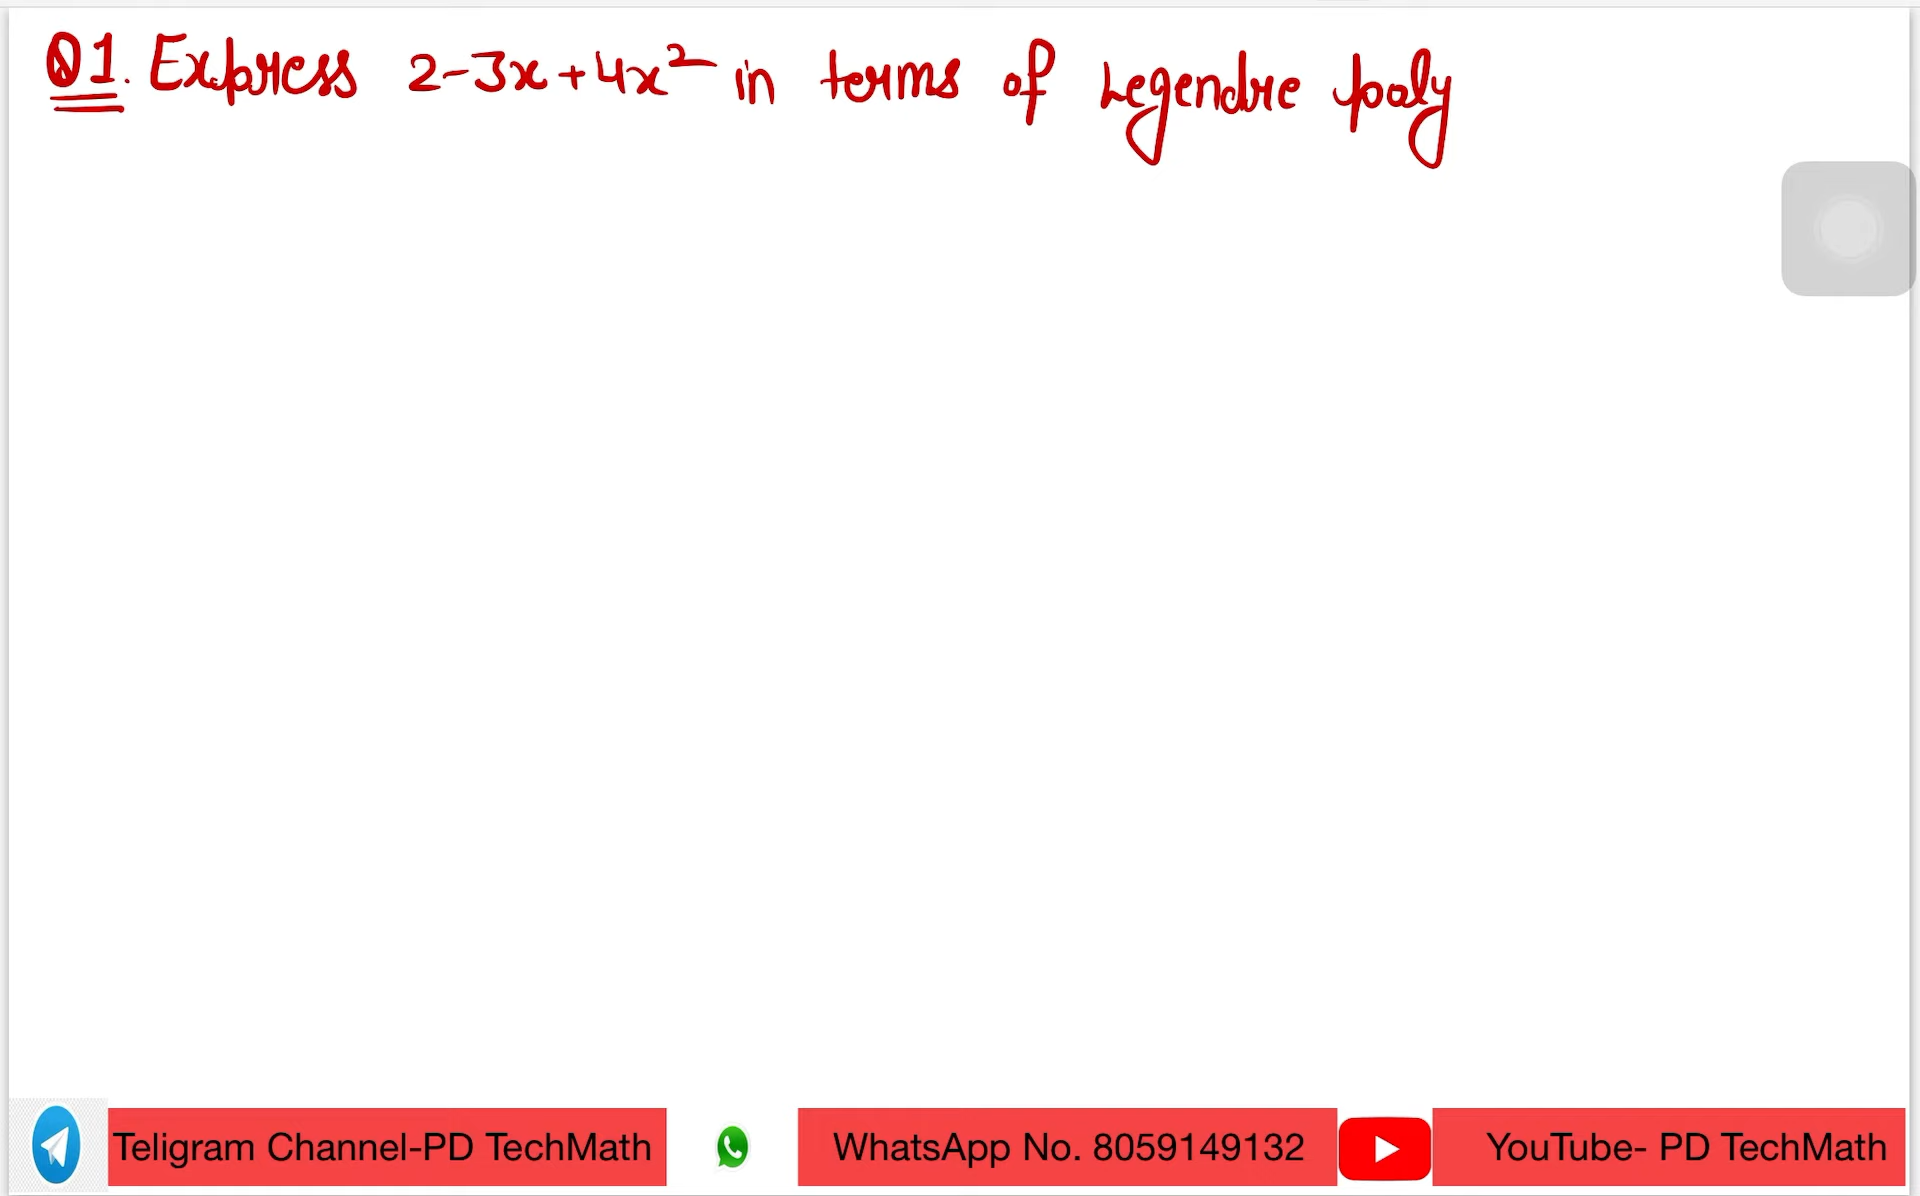 Q1. Express 2-3x+4x² in terms of Legendre poly
Teligram Channel-PD TechMath
WhatsApp No. 8059149132
YouTube- PD TechMath